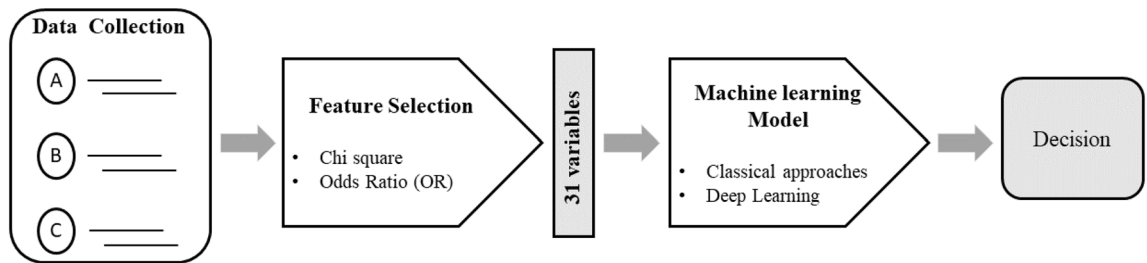 Data Collection
A
B
C
Feature Selection
• Chi square
• Odds Ratio (OR)
31 variables
Machine learning
Model
• Classical approaches
• Deep Learning
Decision